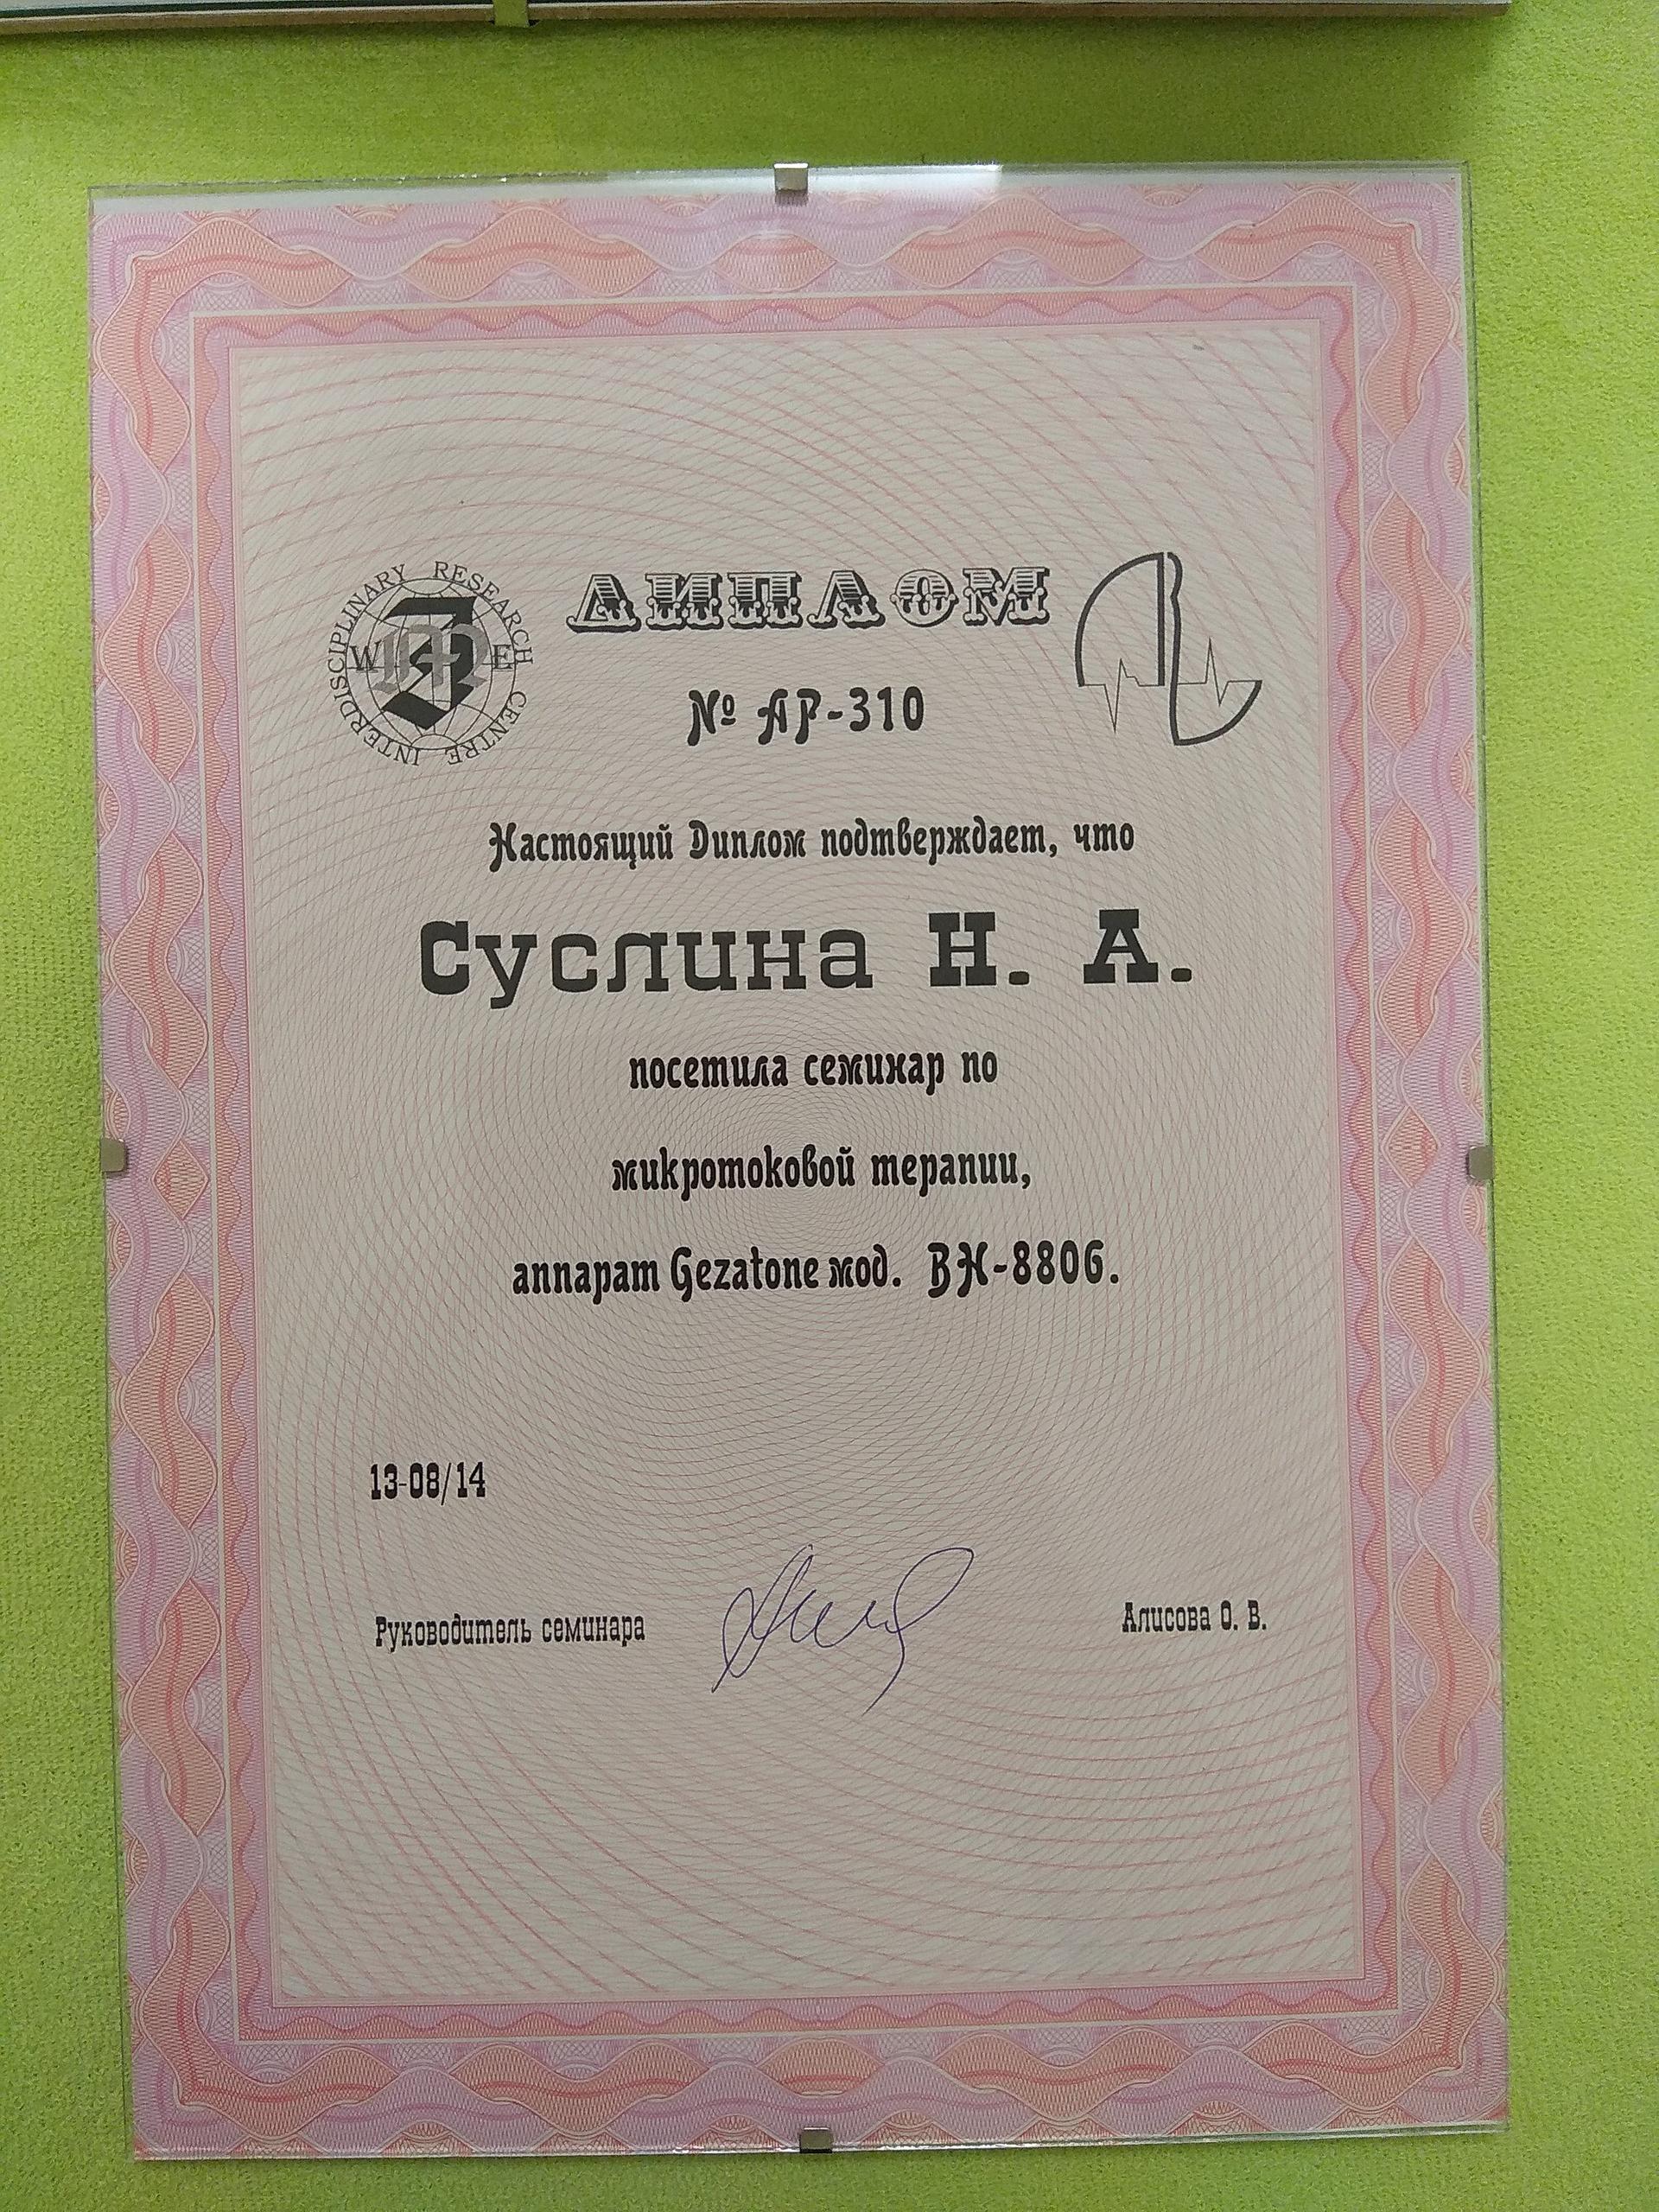 INTERDISCIPLINARY RESEARCH CENTRE
W E
ДИПЛОМ
№ АР-310
Настоящий Диплом подтверждает, что
Суслина Н. А.
посетила семинар по
микротоковой терапии,
аппарат Gezatone мод. ВН-8806.
13-08/14
Руководитель семинара
Алисова О. В.